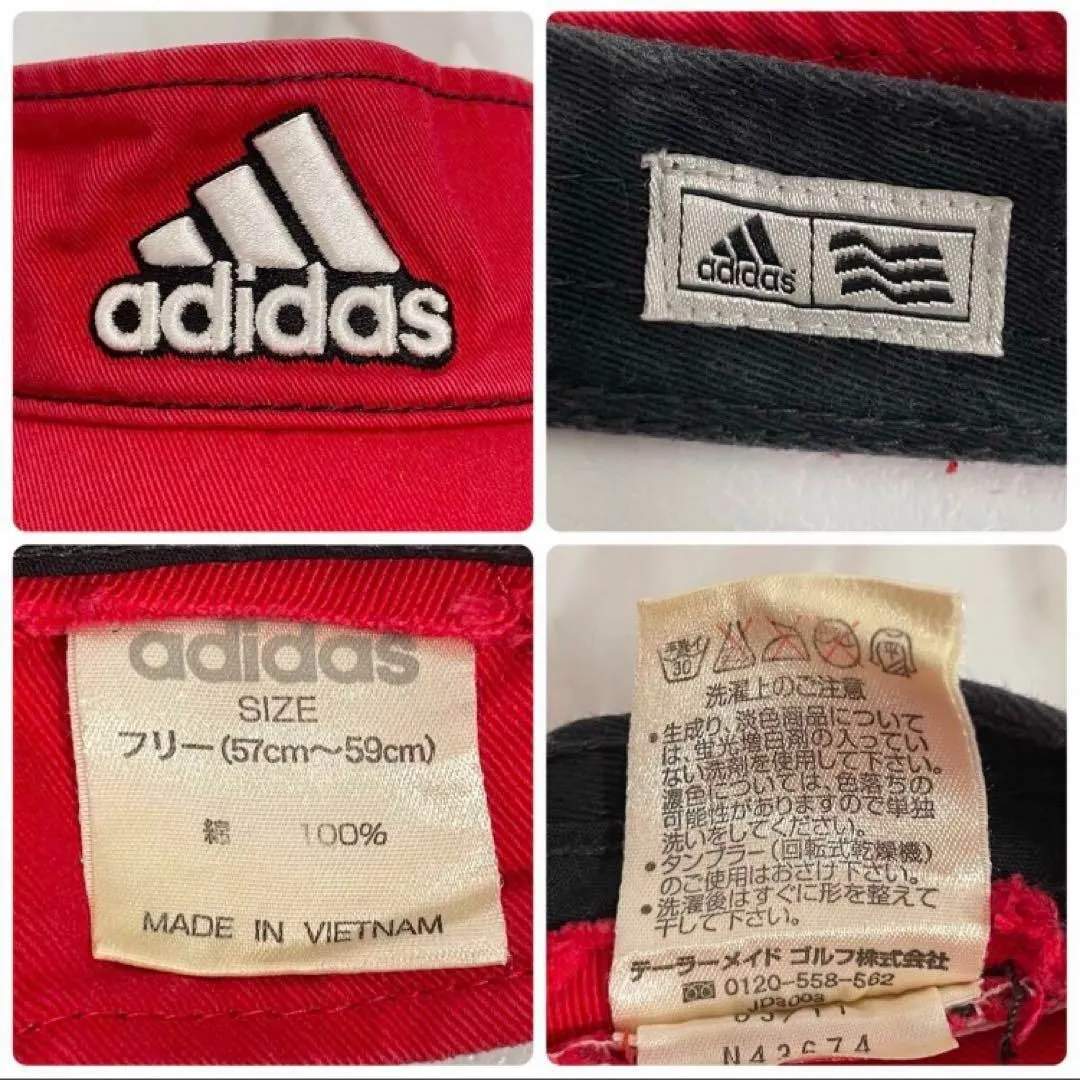 adidas
adidas
adidas
SIZE
フリー(57cm〜59cm)
綿 100%
MADE IN VIETNAM
手洗イ
30
平
洗濯上のご注意
・生成り、淡色商品について
は、蛍光増白剤の入ってい
ない洗剤を使用して下さい。
濃色については、色落ちの
可能性がありますので単独
洗いをしてください。
・タンブラー(回転式乾燥機)
のご使用はおさけ下さい。
・洗濯後はすぐに形を整えて
干して下さい。
テーラーメイド ゴルフ株式会社
0120-558-562
JP3003
N43674